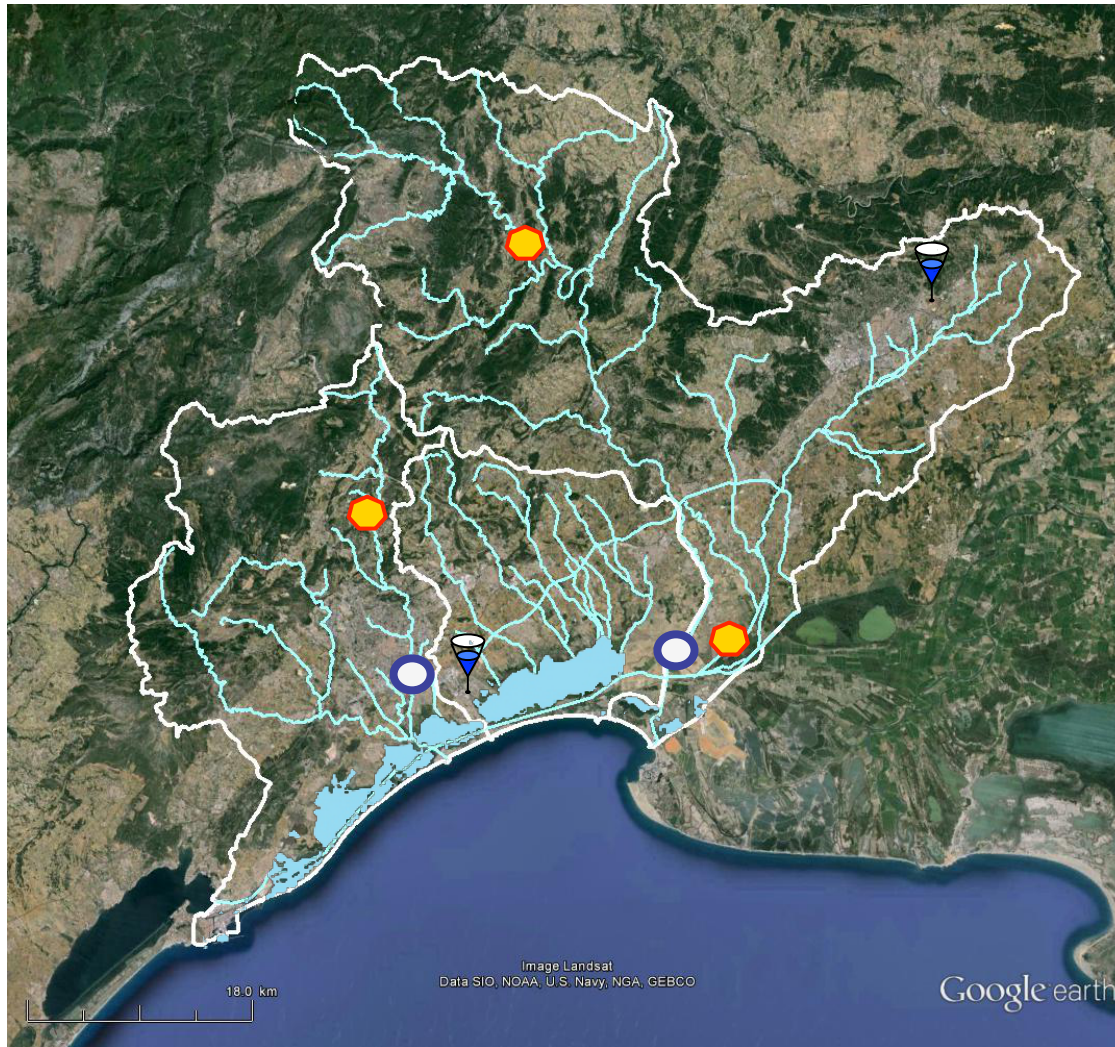 Image Landsat
Data SIO, NOAA, U.S. Navy, NGA, GEBCO
18.0 km
Google earth